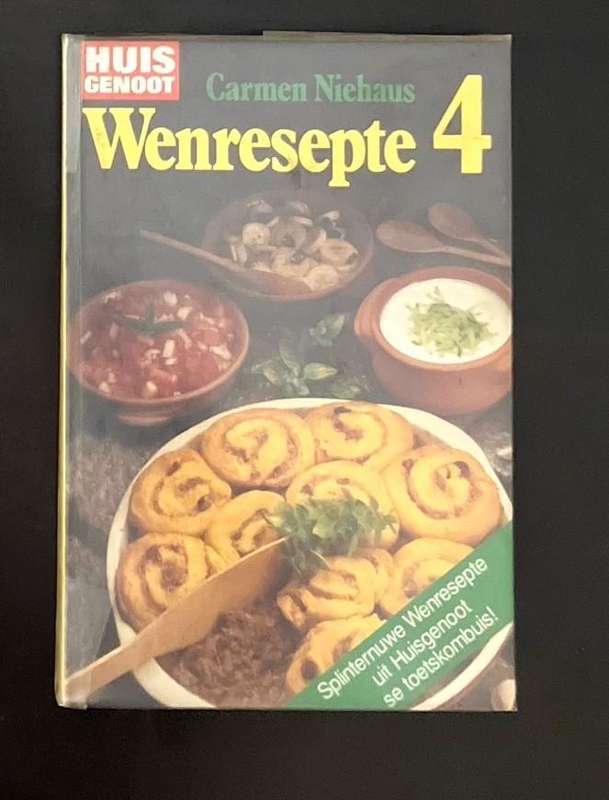 HUIS
GENOOT
Carmen Niehaus
Wenresepte 4
Splinternuwe Wenresepte
uit Huisgenoot
se toetskombuis!